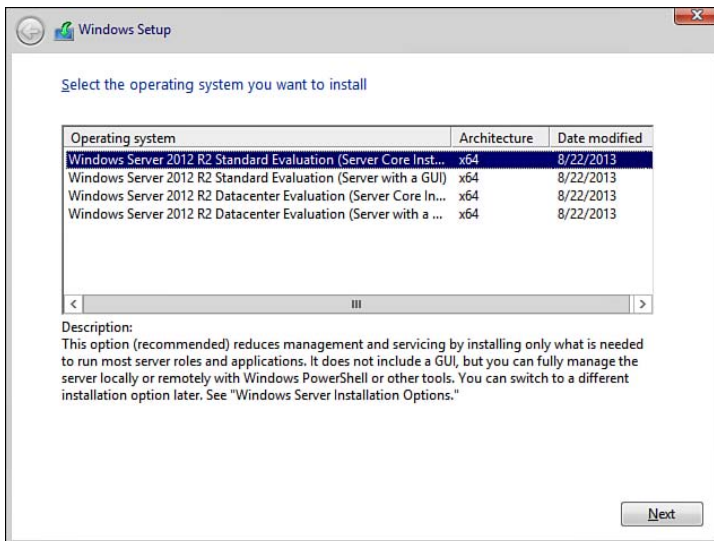 Windows Setup
Select the operating system you want to install
Operating system Architecture Date modified
Windows Server 2012 R2 Standard Evaluation (Server Core Inst... x64 8/22/2013
Windows Server 2012 R2 Standard Evaluation (Server with a GUI) x64 8/22/2013
Windows Server 2012 R2 Datacenter Evaluation (Server Core In... x64 8/22/2013
Windows Server 2012 R2 Datacenter Evaluation (Server with a ... x64 8/22/2013
Description:
This option (recommended) reduces management and servicing by installing only what is needed
to run most server roles and applications. It does not include a GUI, but you can fully manage the
server locally or remotely with Windows PowerShell or other tools. You can switch to a different
installation option later. See "Windows Server Installation Options."
Next